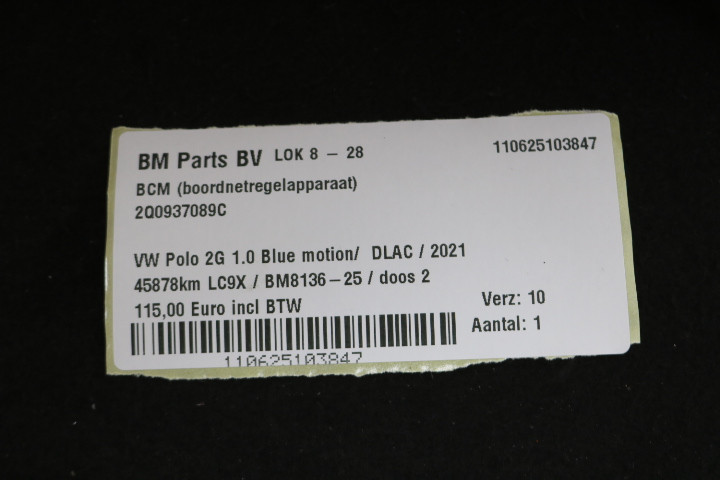 BM Parts BV LOK 8 - 28 110625103847
BCM (boordnetregelapparaat)
2Q0937089C
VW Polo 2G 1.0 Blue motion/ DLAC / 2021
45878km LC9X / BM8136-25 / doos 2
115,00 Euro incl BTW Verz: 10
Aantal: 1
110625103847